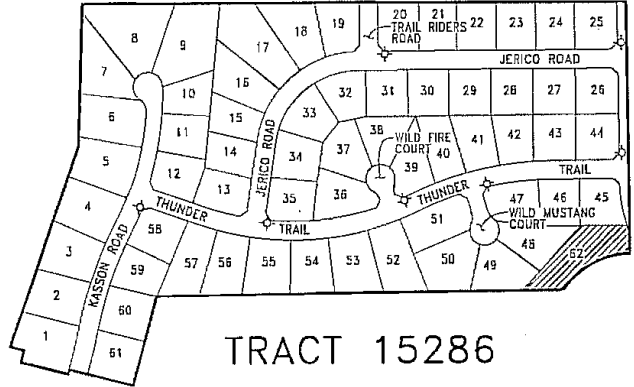 20 21 22 23 24 25
19
TRAIL RIDERS
ROAD
18
17
8
9
7
JERICO ROAD
16
10
32 31 30 29 28 27 26
33
6
15
11
38
WILD FIRE
COURT
37
39 40 41 42 43 44
5
14
34
12
13
JERICO ROAD
35
36
THUNDER
TRAIL
THUNDER
TRAIL
4
47 46 45
51
WILD MUSTANG
COURT
58
3
KASSON ROAD
59
57 56 55 54 53 52
50
49
48
62
2
60
1
61
TRACT 15286